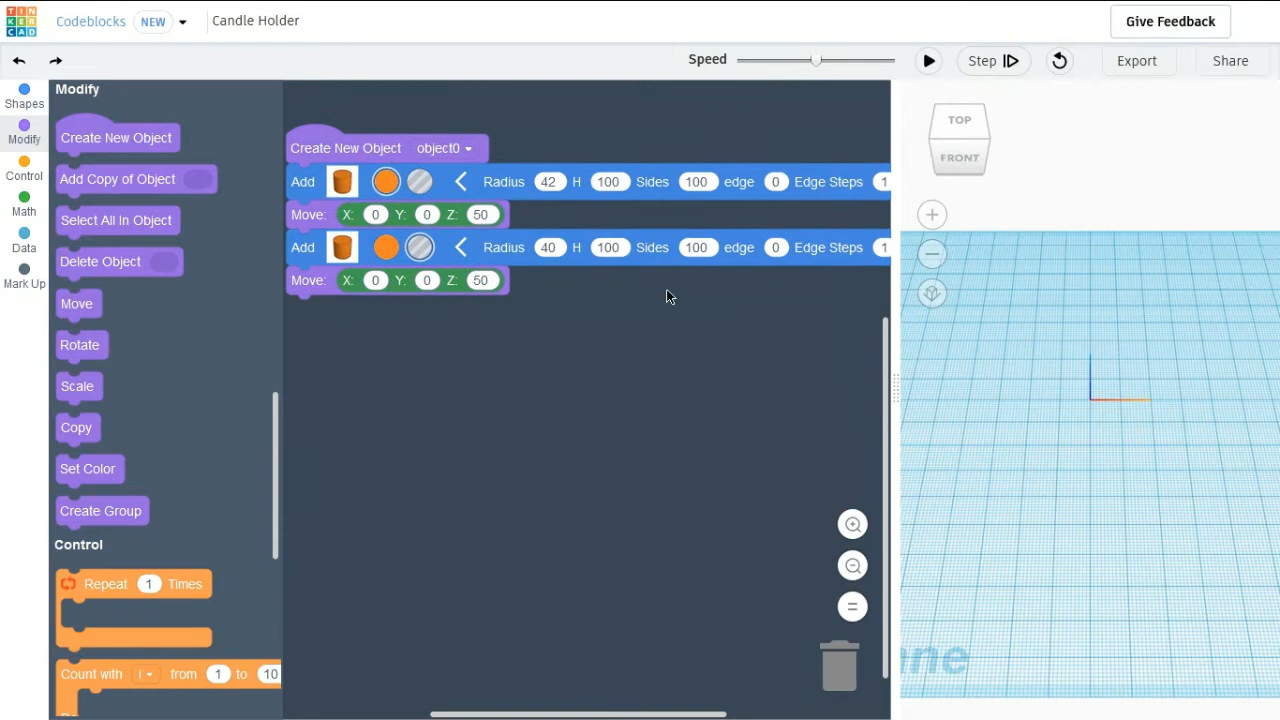 TIN
KER
CAD
Codeblocks NEW Candle Holder Give Feedback
Speed Step Export Share
Shapes
Modify
Control
Math
Data
Mark Up
Modify
Create New Object
Add Copy of Object
Select All In Object
Delete Object
Move
Rotate
Scale
Copy
Set Color
Create Group
Control
Repeat 1 Times
Count with i from 1 to 10
Create New Object object0
Add Radius 42 H 100 Sides 100 edge 0 Edge Steps 1
Move: X: 0 Y: 0 Z: 50
Add Radius 40 H 100 Sides 100 edge 0 Edge Steps 1
Move: X: 0 Y: 0 Z: 50
TOP
FRONT